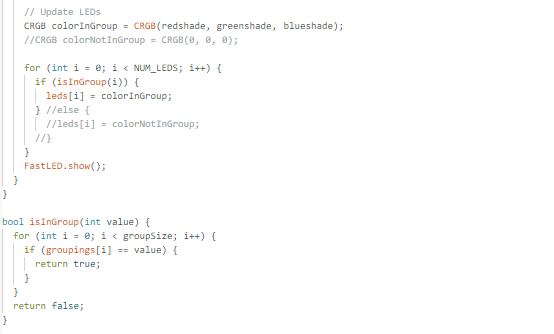 // Update LEDs
CRGB colorInGroup = CRGB(redshade, greenshade, blueshade);
//CRGB colorNotInGroup = CRGB(0, 0, 0);
for (int i = 0; i < NUM_LEDS; i++) {
if (isInGroup(i)) {
leds[i] = colorInGroup;
} //else {
//leds[i] = colorNotInGroup;
//}
}
FastLED.show();
}
}
bool isInGroup(int value) {
for (int i = 0; i < groupSize; i++) {
if (groupings[i] == value) {
return true;
}
}
return false;
}